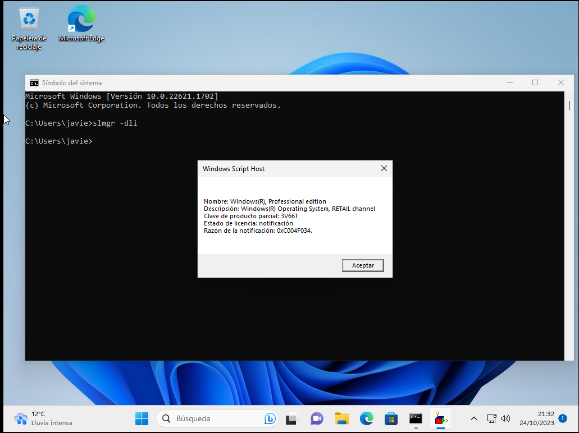 Papelera de
reciclaje
Microsoft Edge
Símbolo del sistema
Microsoft Windows [Versión 10.0.22621.1702]
(c) Microsoft Corporation. Todos los derechos reservados.
C:\Users\javie>slmgr -dli
C:\Users\javie>
Windows Script Host
Nombre: Windows(R), Professional edition
Descripción: Windows(R) Operating System, RETAIL channel
Clave de producto parcial: 3V66T
Estado de licencia: notificación
Razón de la notificación: 0xC004F034.
Aceptar
12°C
Lluvia intensa
Búsqueda
21:32
24/10/2023